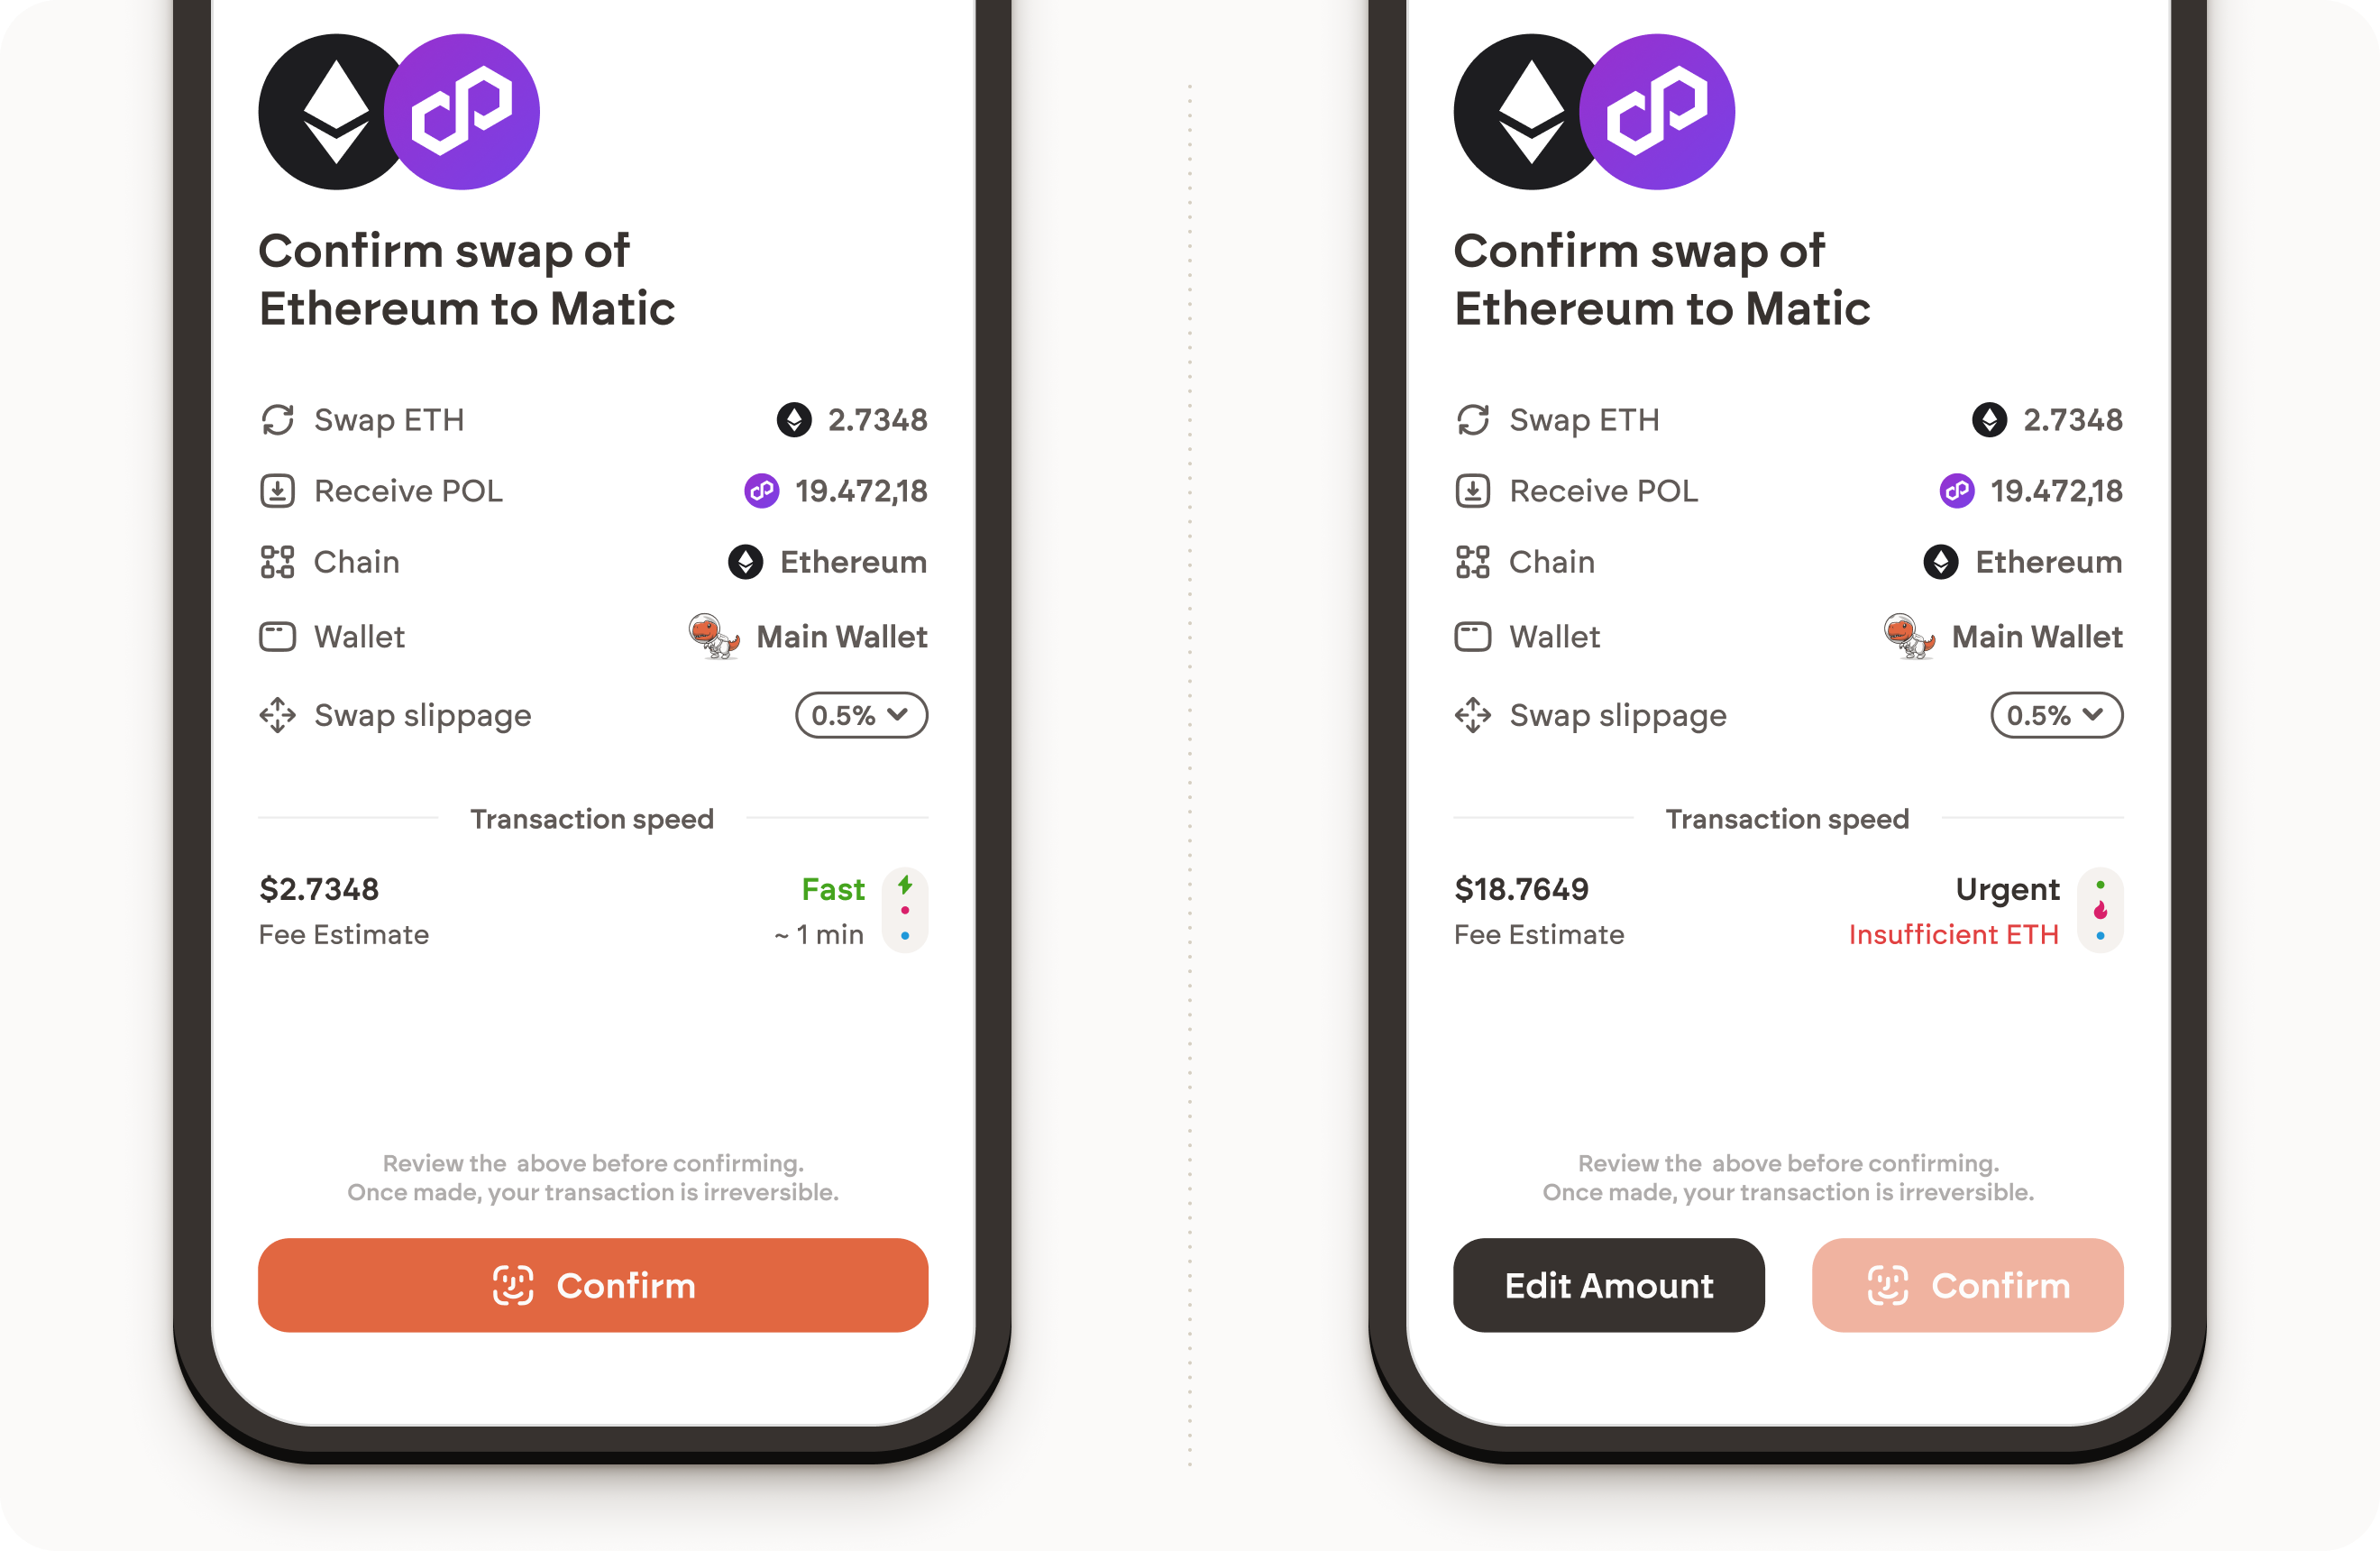 Confirm swap of
Ethereum to Matic
Swap ETH 2.7348
Receive POL 19.472,18
Chain Ethereum
Wallet Main Wallet
Swap slippage 0.5%
Transaction speed
$2.7348 Fast
Fee Estimate ~ 1 min
Review the above before confirming.
Once made, your transaction is irreversible.
Confirm
Confirm swap of
Ethereum to Matic
Swap ETH 2.7348
Receive POL 19.472,18
Chain Ethereum
Wallet Main Wallet
Swap slippage 0.5%
Transaction speed
$18.7649 Urgent
Fee Estimate Insufficient ETH
Review the above before confirming.
Once made, your transaction is irreversible.
Edit Amount Confirm